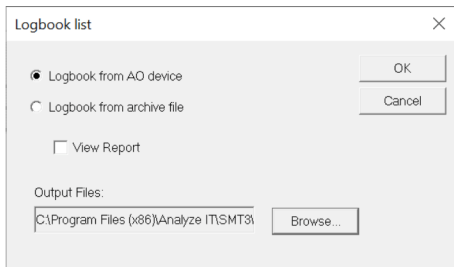 Logbook list
Logbook from AO device
OK
Logbook from archive file
Cancel
View Report
Output Files:
C:\Program Files (x86)\Analyze IT\SMT3\
Browse...